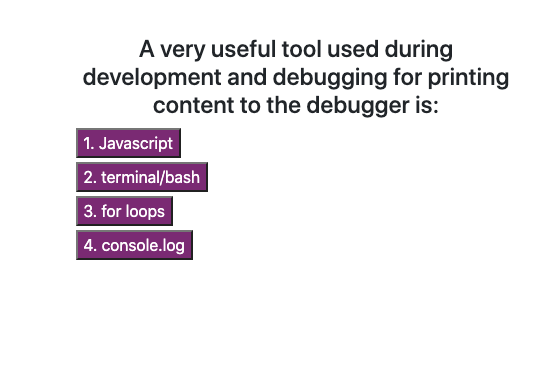 A very useful tool used during
development and debugging for printing
content to the debugger is:
1. Javascript
2. terminal/bash
3. for loops
4. console.log